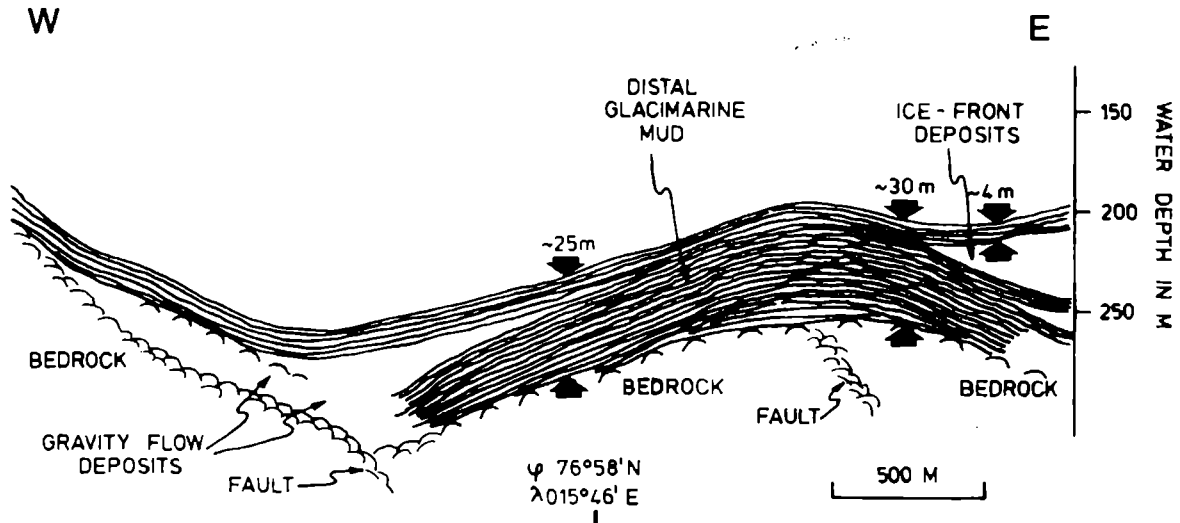 W
E
DISTAL
GLACIMARINE
MUD
ICE - FRONT
DEPOSITS
150
~30 m
~4 m
200
~25m
250
WATER DEPTH IN M
BEDROCK
BEDROCK
BEDROCK
FAULT
GRAVITY FLOW
DEPOSITS
FAULT
φ 76°58' N
λ 015°46' E
500 M